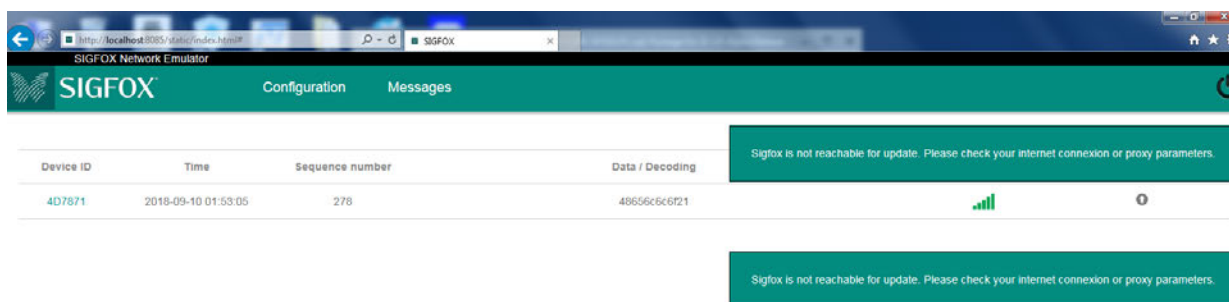 http://localhost:8085/static/index.html#
SIGFOX
SIGFOX Network Emulator
SIGFOX
Configuration
Messages
Sigfox is not reachable for update. Please check your internet connexion or proxy parameters.
Device ID
Time
Sequence number
Data / Decoding
4D7871
2018-09-10 01:53:05
278
48656c6c6f21
Sigfox is not reachable for update. Please check your internet connexion or proxy parameters.